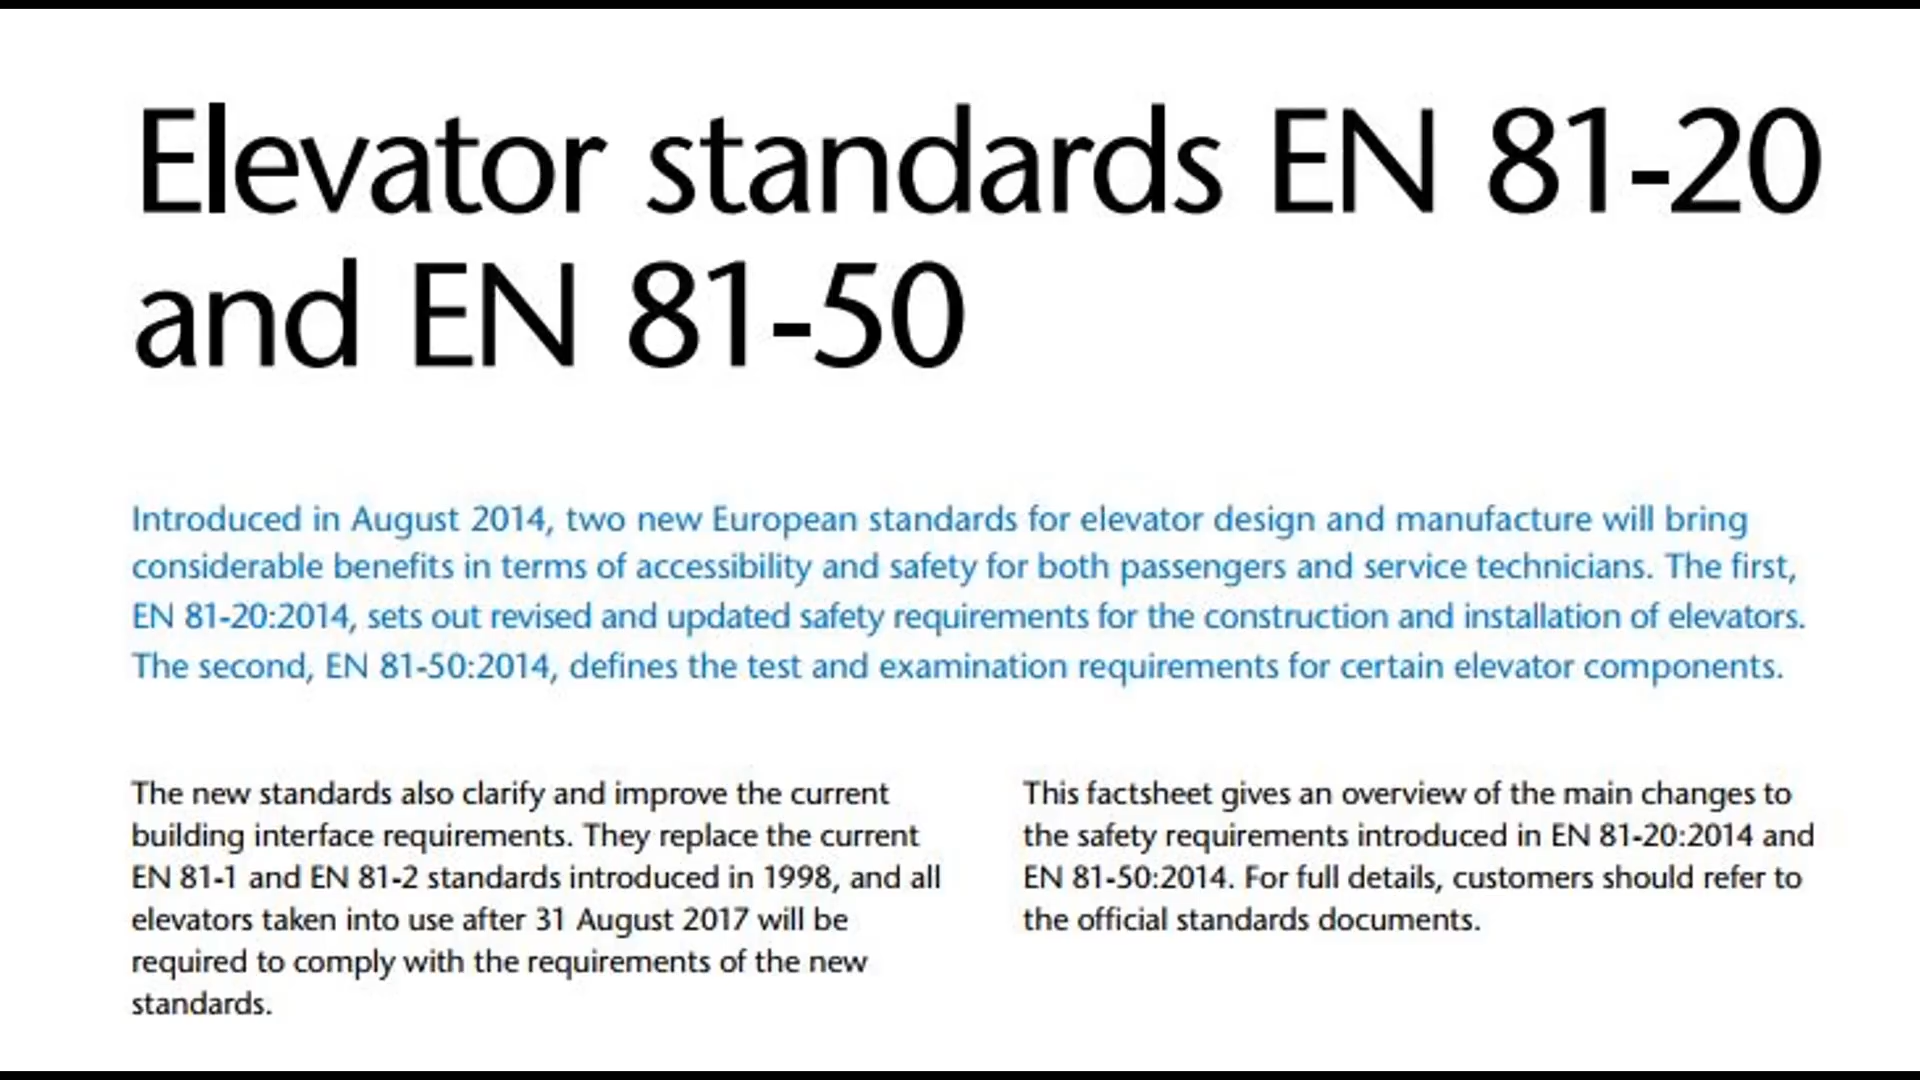 Elevator standards EN 81-20
and EN 81-50
Introduced in August 2014, two new European standards for elevator design and manufacture will bring
considerable benefits in terms of accessibility and safety for both passengers and service technicians. The first,
EN 81-20:2014, sets out revised and updated safety requirements for the construction and installation of elevators.
The second, EN 81-50:2014, defines the test and examination requirements for certain elevator components.
The new standards also clarify and improve the current
building interface requirements. They replace the current
EN 81-1 and EN 81-2 standards introduced in 1998, and all
elevators taken into use after 31 August 2017 will be
required to comply with the requirements of the new
standards.
This factsheet gives an overview of the main changes to
the safety requirements introduced in EN 81-20:2014 and
EN 81-50:2014. For full details, customers should refer to
the official standards documents.